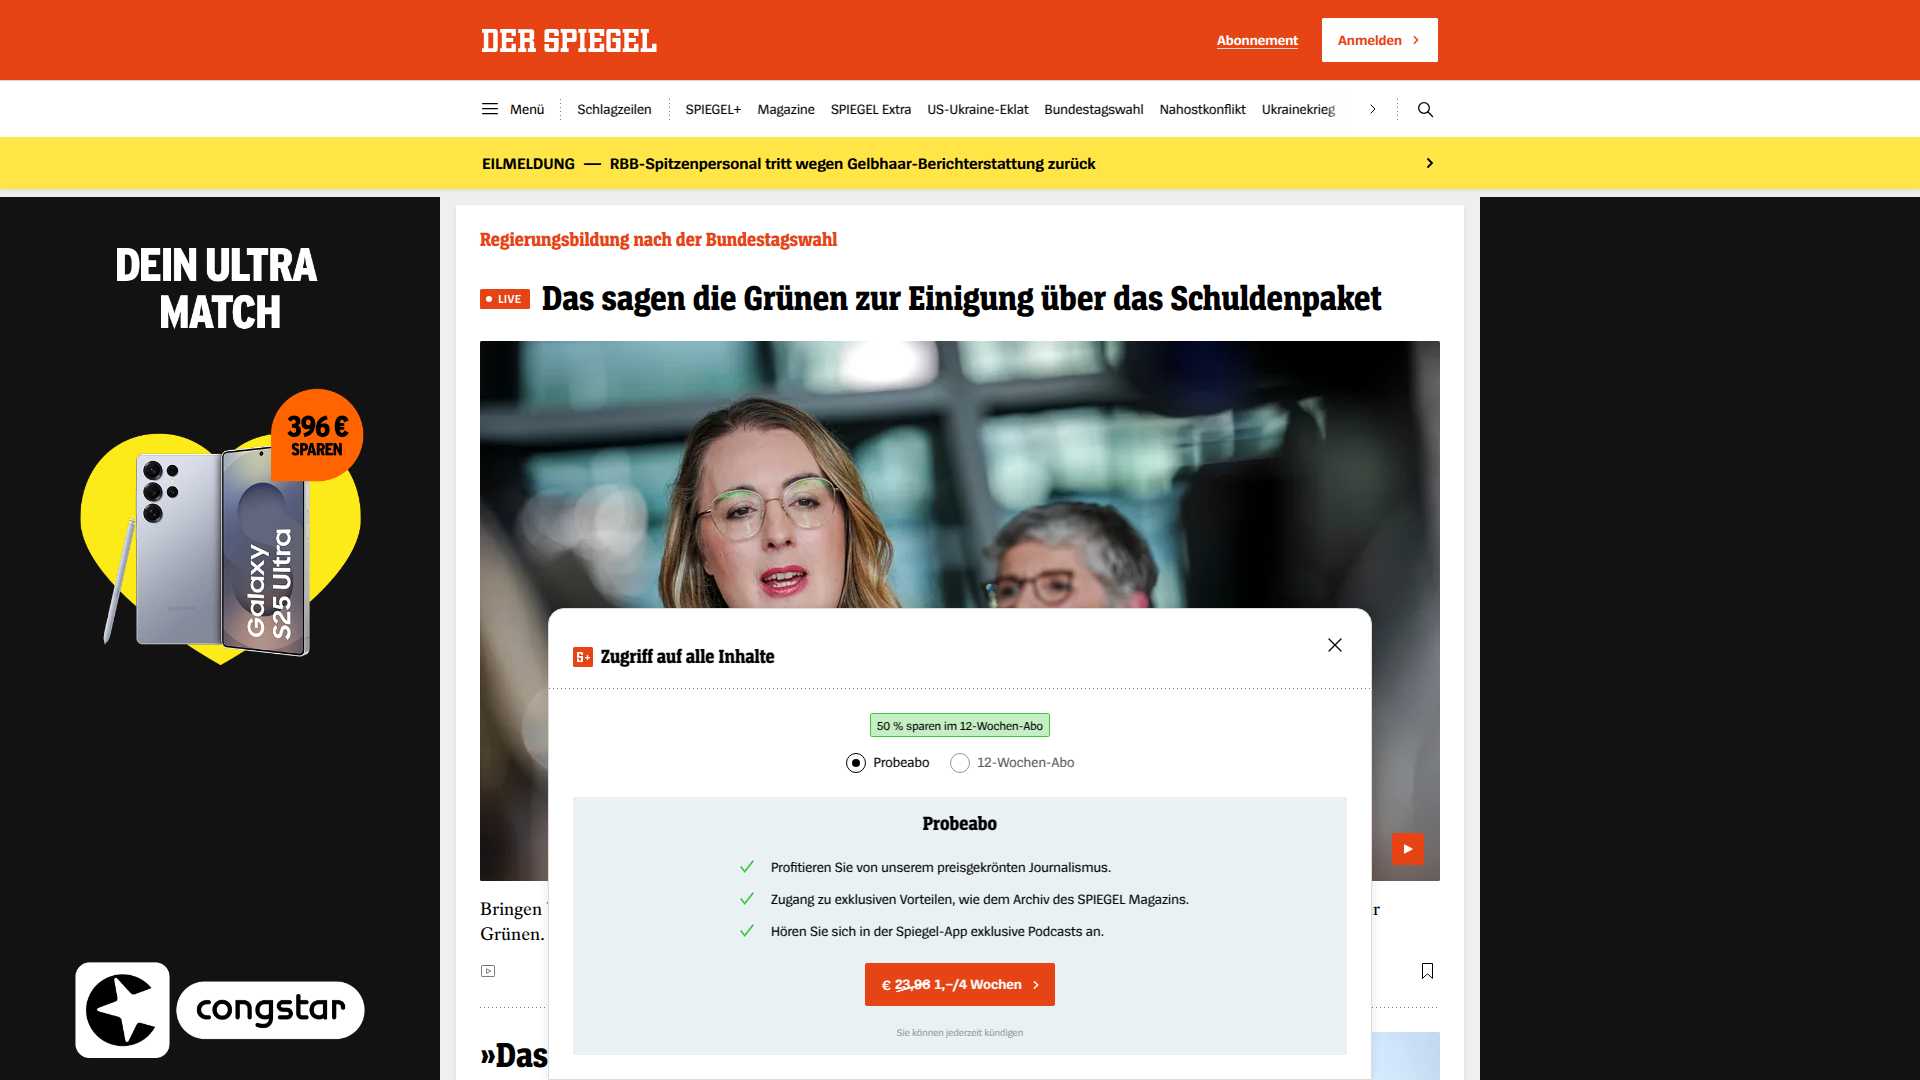 DER SPIEGEL
Abonnement
Anmelden
Menü
Schlagzeilen
SPIEGEL+
Magazine
SPIEGEL Extra
US-Ukraine-Eklat
Bundestagswahl
Nahostkonflikt
Ukrainekrieg
EILMELDUNG — RBB-Spitzenpersonal tritt wegen Gelbhaar-Berichterstattung zurück
DEIN ULTRA
MATCH
396 €
SPAREN
Galaxy
S25 Ultra
congstar
Regierungsbildung nach der Bundestagswahl
LIVE
Das sagen die Grünen zur Einigung über das Schuldenpaket
Zugriff auf alle Inhalte
50 % sparen im 12-Wochen-Abo
Probeabo
12-Wochen-Abo
Probeabo
Profitieren Sie von unserem preisgekrönten Journalismus.
Zugang zu exklusiven Vorteilen, wie dem Archiv des SPIEGEL Magazins.
Hören Sie sich in der Spiegel-App exklusive Podcasts an.
€ 23,96 1,–/4 Wochen
Sie können jederzeit kündigen
Bringen
Grünen.
»Das